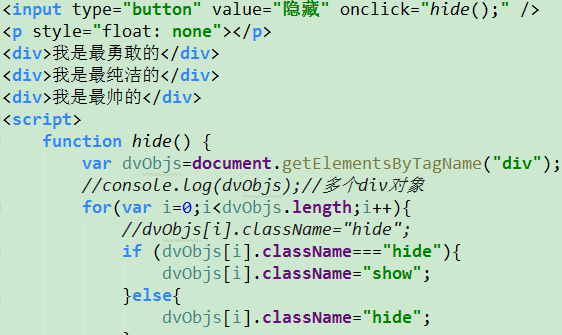 <input type="button" value="隐藏" onclick="hide();" />
<p style="float: none"></p>
<div>我是最勇敢的</div>
<div>我是最纯洁的</div>
<div>我是最帅的</div>
<script>
function hide() {
var dvObjs=document.getElementsByTagName("div");
//console.log(dvObjs);//多个div对象
for(var i=0;i<dvObjs.length;i++){
//dvObjs[i].className="hide";
if (dvObjs[i].className==="hide"){
dvObjs[i].className="show";
}else{
dvObjs[i].className="hide";